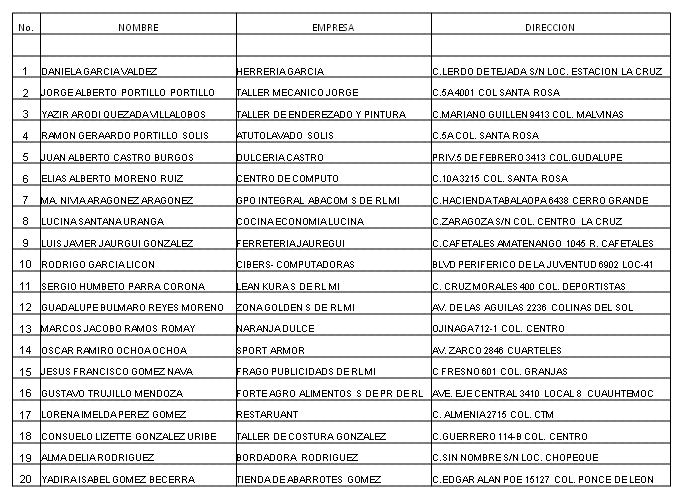 No. NOMBRE EMPRESA DIRECCION
1 DANIELA GARCIA VALDEZ HERRERIA GARCIA C.LERDO DE TEJADA S/N LOC. ESTACION LA CRUZ
2 JORGE ALBERTO PORTILLO PORTILLO TALLER MECANICO JORGE C.5A 4001 COL SANTA ROSA
3 YAZIR ARODI QUEZADA VILLALOBOS TALLER DE ENDEREZADO Y PINTURA C.MARIANO GUILLEN 9413 COL. MALVINAS
4 RAMON GERAARDO PORTILLO SOLIS ATUTOLAVADO SOLIS C.5A COL. SANTA ROSA
5 JUAN ALBERTO CASTRO BURGOS DULCERIA CASTRO PRIV.5 DE FEBRERO 3413 COL.GUDALUPE
6 ELIAS ALBERTO MORENO RUIZ CENTRO DE COMPUTO C.10A 3215 COL. SANTA ROSA
7 MA. NIVIA ARAGONEZ ARAGONEZ GPO INTEGRAL ABACOM S DE RL MI C.HACIENDA TABALAOPA 6438 CERRO GRANDE
8 LUCINA SANTANA URANGA COCINA ECONOMIA LUCINA C.ZARAGOZA S/N COL. CENTRO LA CRUZ
9 LUIS JAVIER JAURGUI GONZALEZ FERRETERIA JAUREGUI C.CAFETALES AMATENANGO 1045 R. CAFETALES
10 RODRIGO GARCIA LICON CIBERS- COMPUTADORAS BLVD PERIFERICO DE LA JUVENTUD 6902 LOC-41
11 SERGIO HUMBERTO PARRA CORONA LEAN KURA S DE RL MI C. CRUZ MORALES 400 COL. DEPORTISTAS
12 GUADALUPE BULMARO REYES MORENO ZONA GOLDEN S DE RL MI AV. DE LAS AGUILAS 2236 COLINAS DEL SOL
13 MARCOS JACOBO RAMOS ROMAY NARANJA DULCE OJINAGA 712-1 COL. CENTRO
14 OSCAR RAMIRO OCHOA OCHOA SPORT ARMOR AV. ZARCO 2846 CUARTELES
15 JESUS FRANCISCO GOMEZ NAVA FRAGO PUBLICIDAD S DE RL MI C FRESNO 601 COL. GRANJAS
16 GUSTAVO TRUJILLO MENDOZA FORTE AGRO ALIMENTOS S DE PR DE RL AVE. EJE CENTRAL 3410 LOCAL 8 CUAUHTEMOC
17 LORENA IMELDA PEREZ GOMEZ RESTARUANT C. ALMENIA 2715 COL. CTM
18 CONSUELO LIZETTE GONZALEZ URIBE TALLER DE COSTURA GONZALEZ C.GUERRERO 114-B COL. CENTRO
19 ALMA DELIA RODRIGUEZ BORDADORA RODRIGUEZ C.SIN NOMBRE S/N LOC. CHOPEQUE
20 YADIRA ISABEL GOMEZ BECERRA TIENDA DE ABARROTES GOMEZ C.EDGAR ALAN POE 15127 COL. PONCE DE LEON